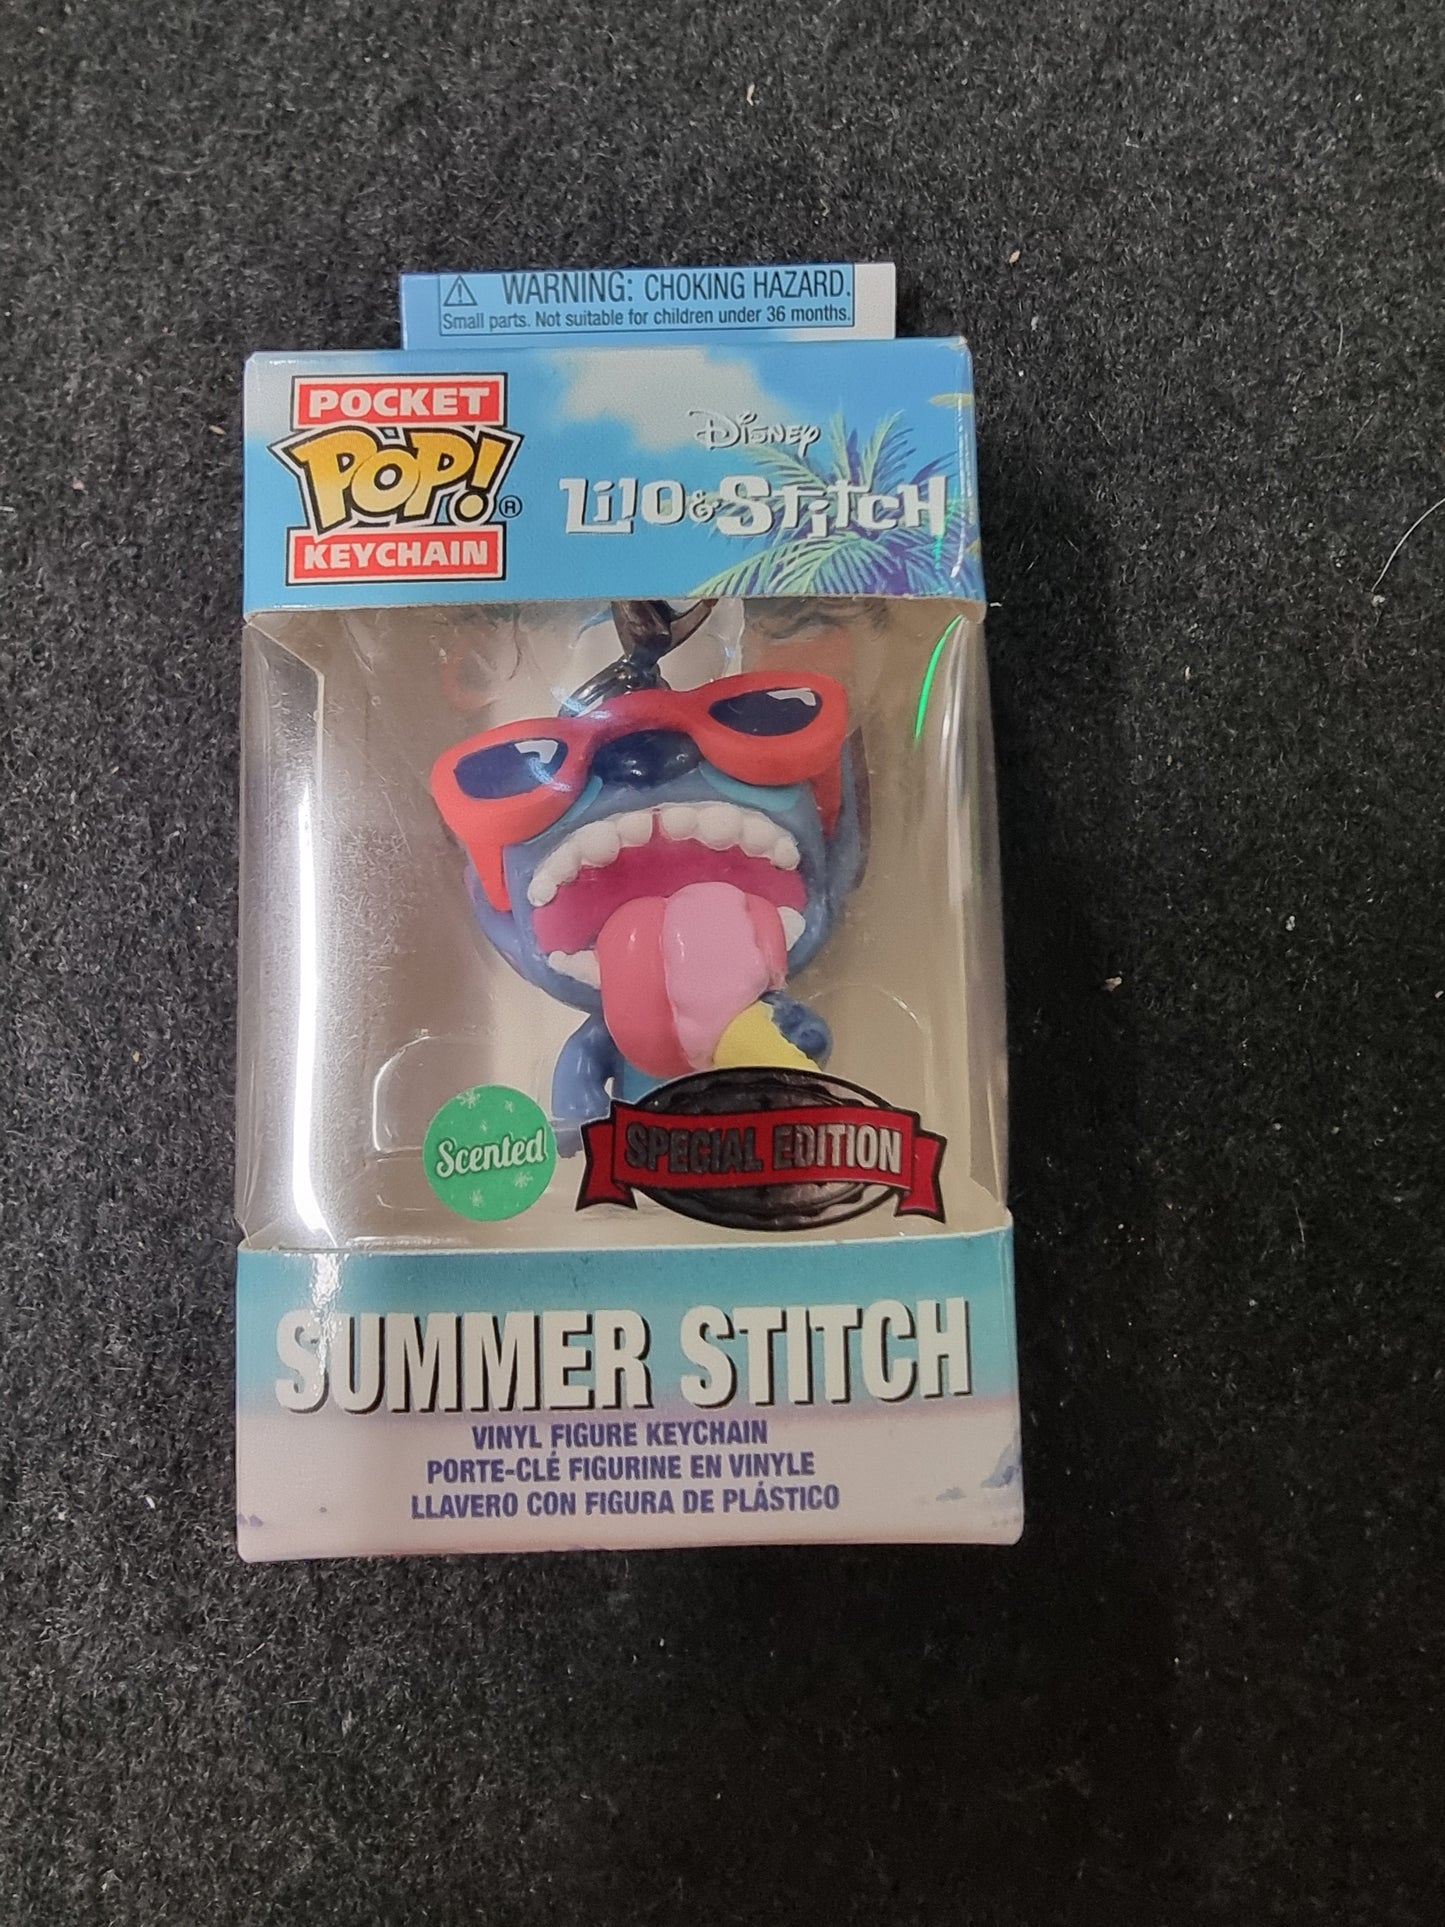 WARNING: CHOKING HAZARD.
Small parts. Not suitable for children under 36 months.
POCKET
POP!®
KEYCHAIN
Disney
Lilo & Stitch
Scented
SPECIAL EDITION
SUMMER STITCH
VINYL FIGURE KEYCHAIN
PORTE-CLÉ FIGURINE EN VINYLE
LLAVERO CON FIGURA DE PLÁSTICO